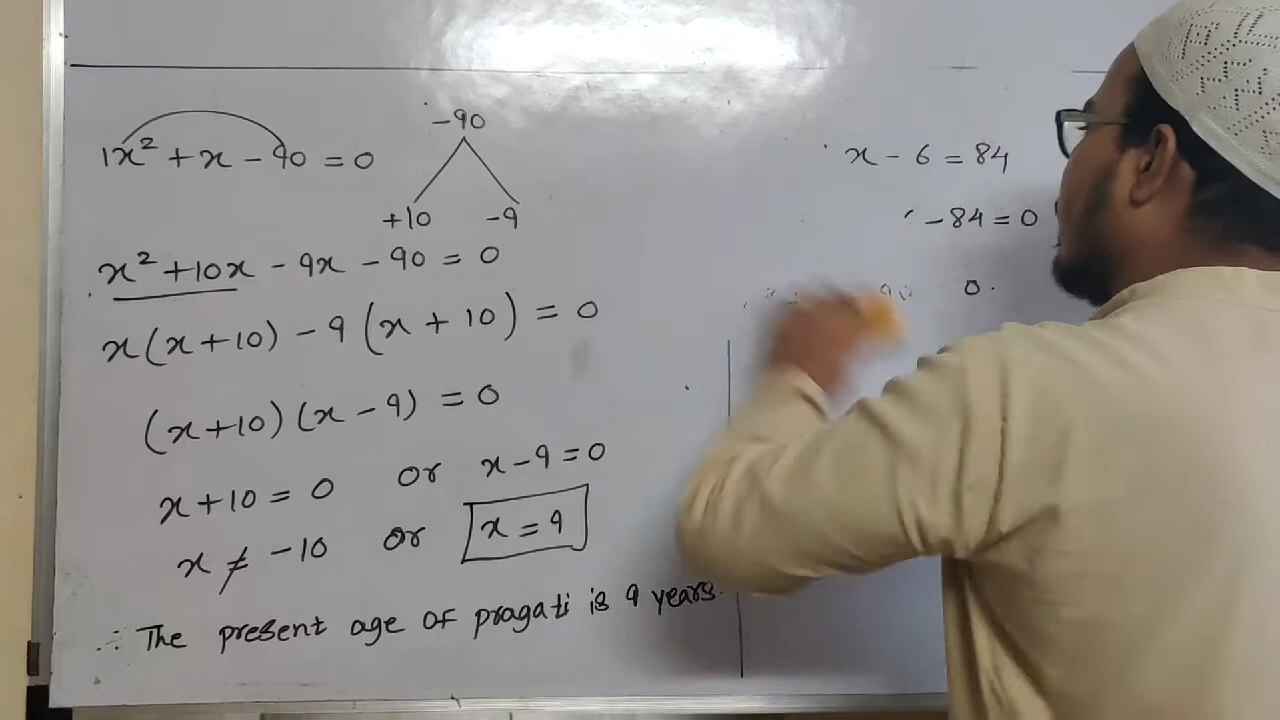 1x² + x - 90 = 0
-90
+10 -9
x² + 10x - 9x - 90 = 0
x(x+10) - 9(x+10) = 0
(x+10)(x-9) = 0
x+10 = 0 or x-9=0
x ≠ -10 or x = 9
∴ The present age of pragati is 9 years.
x - 6 = 84
- 84 = 0
0.